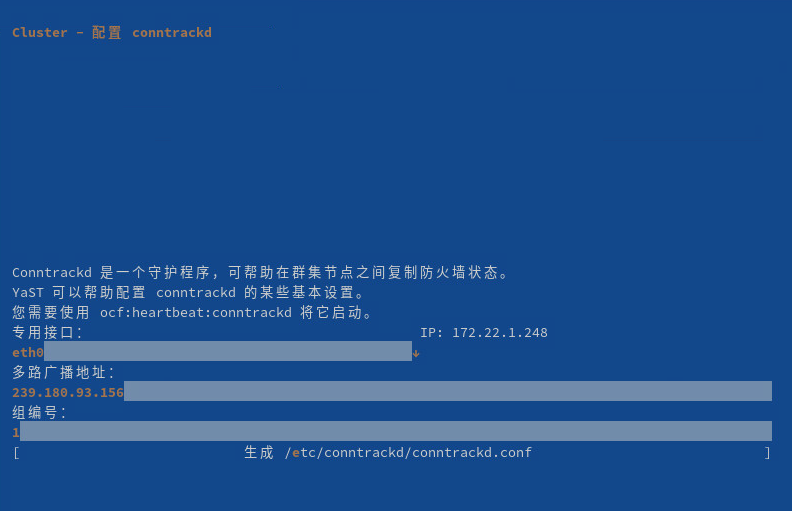 Cluster - 配置 conntrackd
Conntrackd 是一个守护程序，可帮助在群集节点之间复制防火墙状态。
YaST 可以帮助配置 conntrackd 的某些基本设置。
您需要使用 ocf:heartbeat:conntrackd 将它启动。
专用接口： IP: 172.22.1.248
eth0 ↓
多路广播地址：
239.180.93.156
组编号：
1
[ 生成 /etc/conntrackd/conntrackd.conf ]